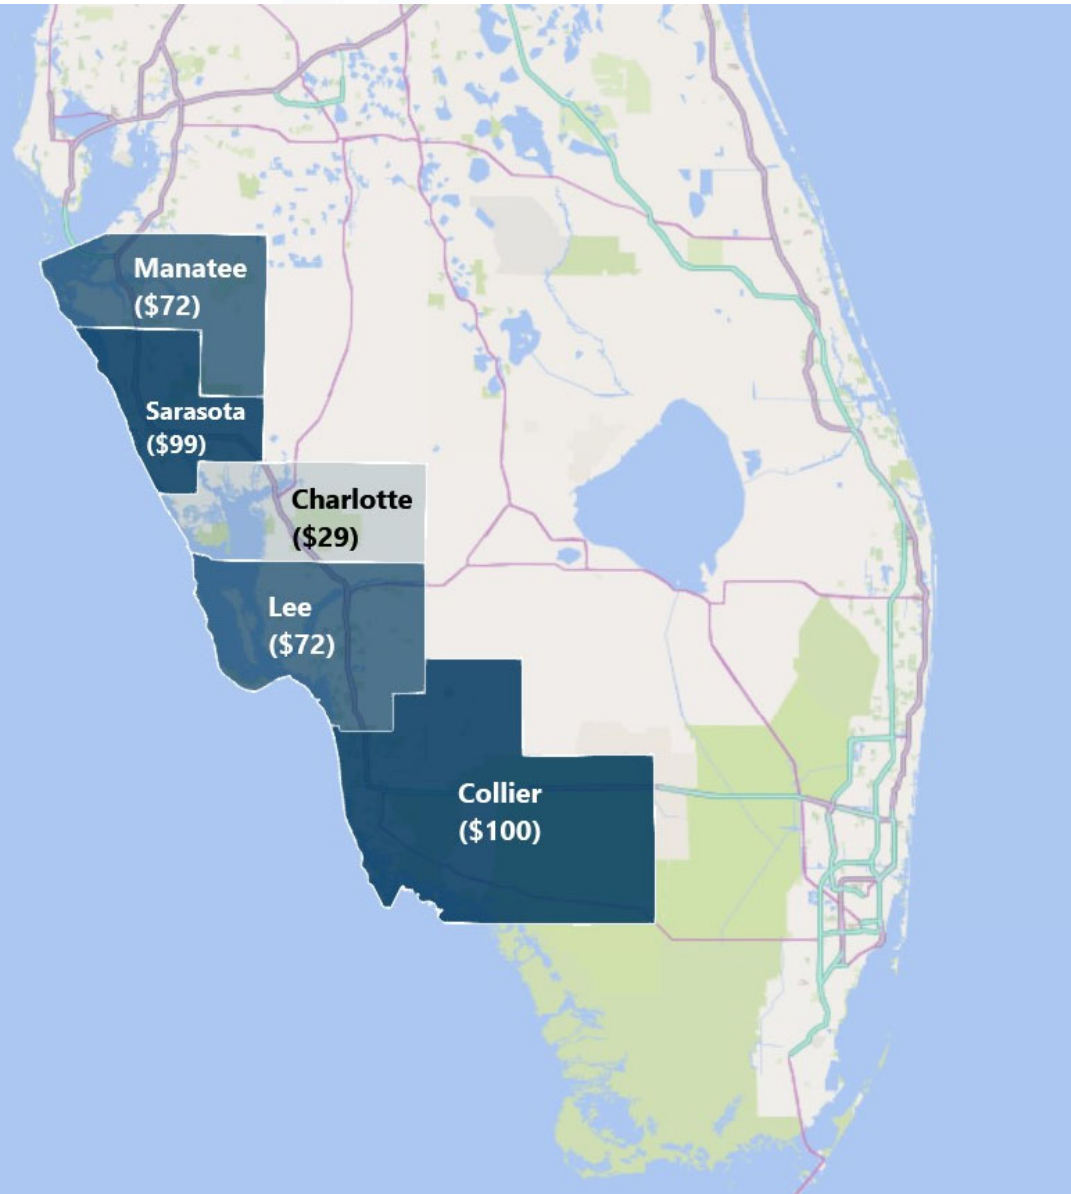 Manatee
($72)
Sarasota
($99)
Charlotte
($29)
Lee
($72)
Collier
($100)